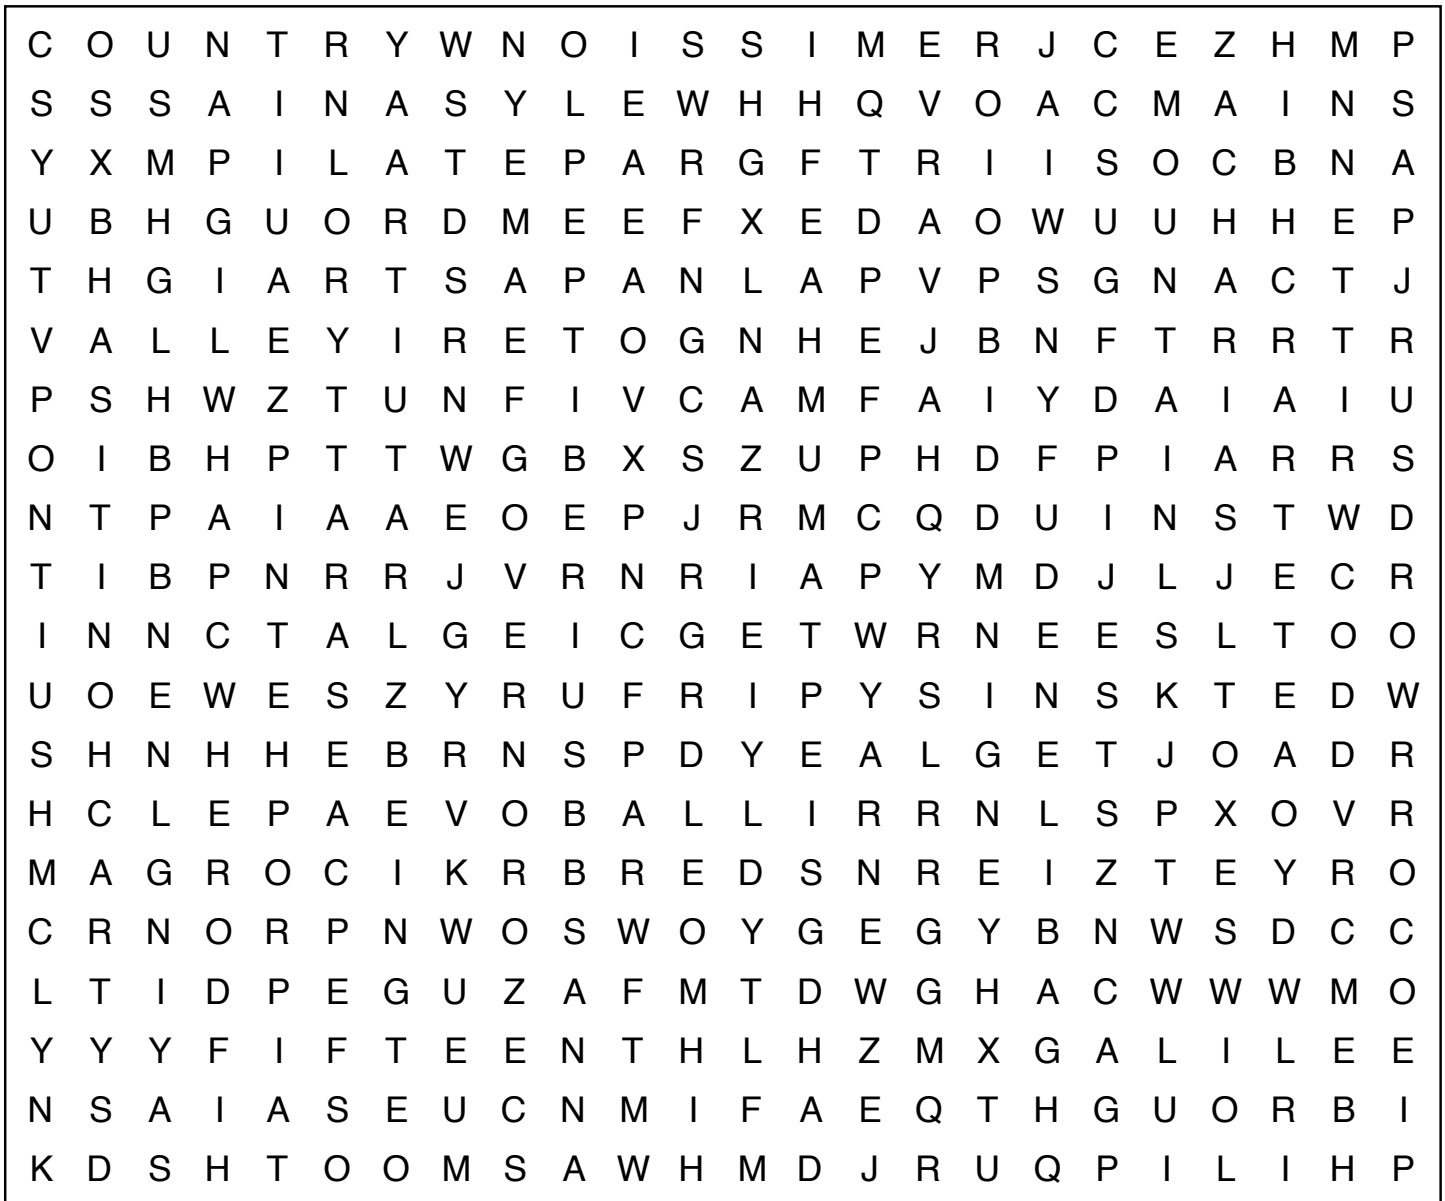 C O U N T R Y W N O I S S I M E R J C E Z H M P
S S S A I N A S Y L E W H H Q V O A C M A I N S
Y X M P I L A T E P A R G F T R I I S O C B N A
U B H G U O R D M E E F X E D A O W U U H H E P
T H G I A R T S A P A N L A P V P S G N A C T J
V A L L E Y I R E T O G N H E J B N F T R R T R
P S H W Z T U N F I V C A M F A I Y D A I A I U
O I B H P T T W G B X S Z U P H D F P I A R R S
N T P A I A A E O E P J R M C Q D U I N S T W D
T I B P N R R J V R N R I A P Y M D J L J E C R
I N N C T A L G E I C G E T W R N E E S L T O O
U O E W E S Z Y R U F R I P Y S I N S K T E D W
S H N H H E B R N S P D Y E A L G E T J O A D R
H C L E P A E V O B A L L I R R N L S P X O V R
M A G R O C I K R B R E D S N R E I Z T E Y R O
C R N O R P N W O S W O Y G E G Y B N W S D C C
L T I D P E G U Z A F M T D W G H A C W W W M O
Y Y Y F I F T E E N T H L H Z M X G A L I L E E
N S A I A S E U C N M I F A E Q T H G U O R B I
K D S H T O O M S A W H M D J R U Q P I L I H P